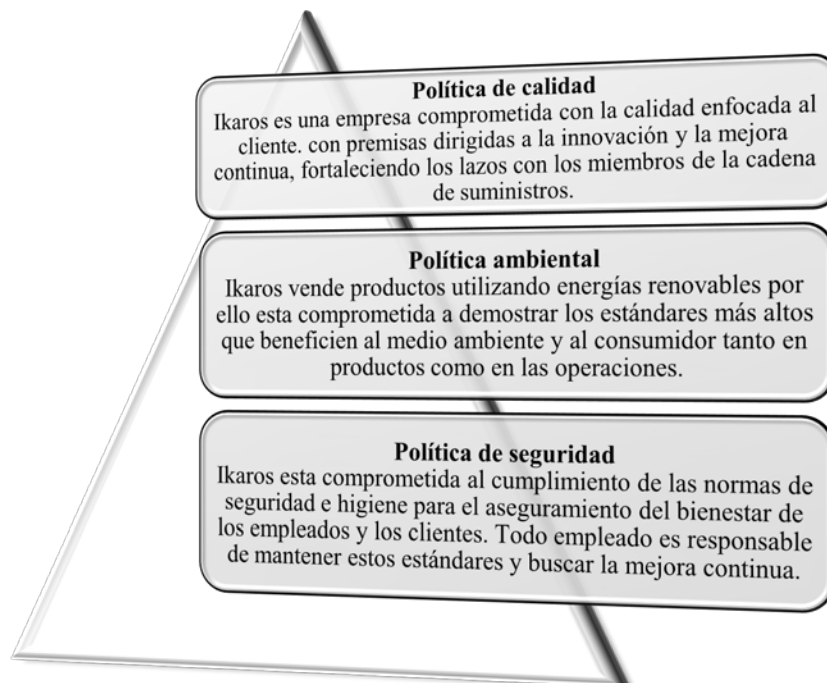 Política de calidad
Ikaros es una empresa comprometida con la calidad enfocada al
cliente. con premisas dirigidas a la innovación y la mejora
continua, fortaleciendo los lazos con los miembros de la cadena
de suministros.
Política ambiental
Ikaros vende productos utilizando energías renovables por
ello esta comprometida a demostrar los estándares más altos
que beneficien al medio ambiente y al consumidor tanto en
productos como en las operaciones.
Política de seguridad
Ikaros esta comprometida al cumplimiento de las normas de
seguridad e higiene para el aseguramiento del bienestar de
los empleados y los clientes. Todo empleado es responsable
de mantener estos estándares y buscar la mejora continua.